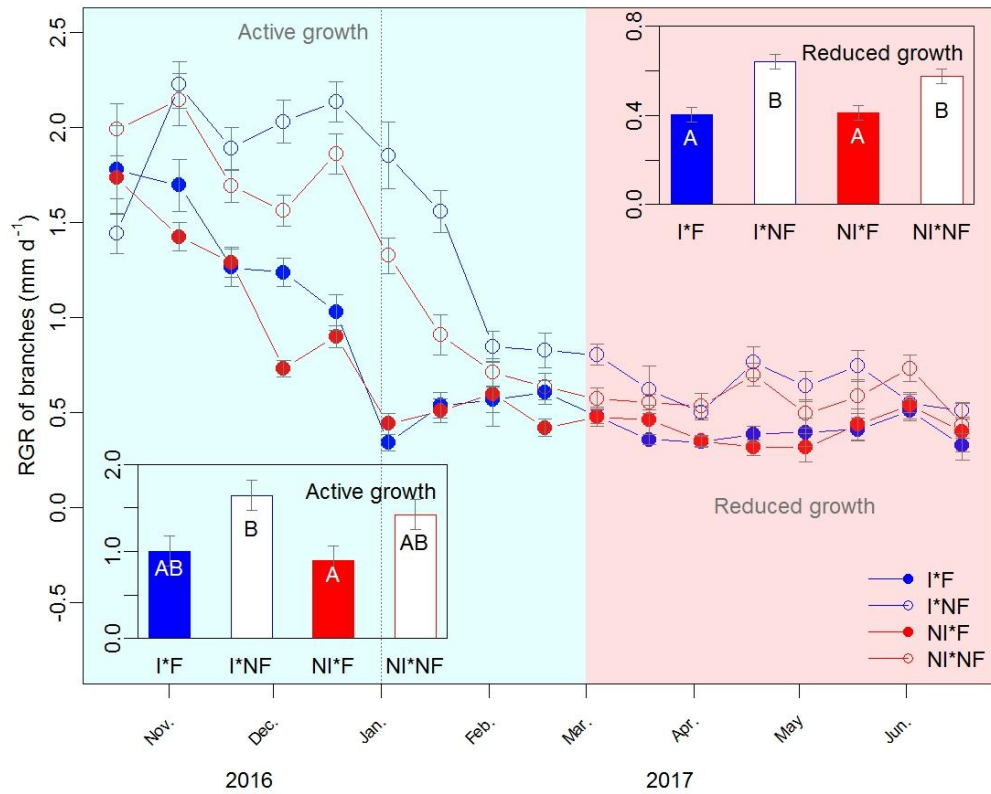 RGR of branches (mm d⁻¹)
2.5
2.0
1.5
1.0
0.5
0.0
-0.5
Active growth
Reduced growth
0.8
0.4
0.0
A
B
A
B
I*F
I*NF
NI*F
NI*NF
Active growth
2.0
1.0
0.0
AB
B
A
AB
I*F
I*NF
NI*F
NI*NF
Reduced growth
I*F
I*NF
NI*F
NI*NF
Nov.
Dec.
Jan.
Feb.
Mar.
Apr.
May
Jun.
2016
2017